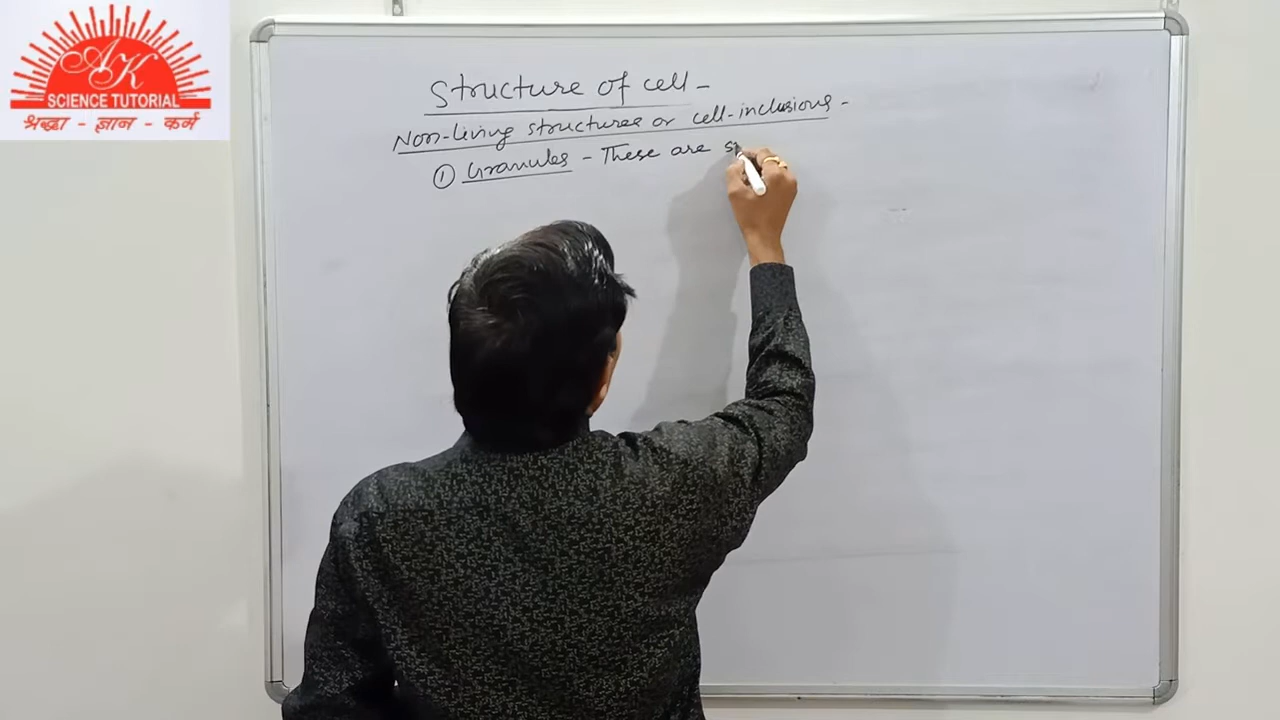 AK
SCIENCE TUTORIAL
श्रद्धा - ज्ञान - कर्म
Structure of cell -
Non-living structures or cell-inclusions -
① Granules - These are